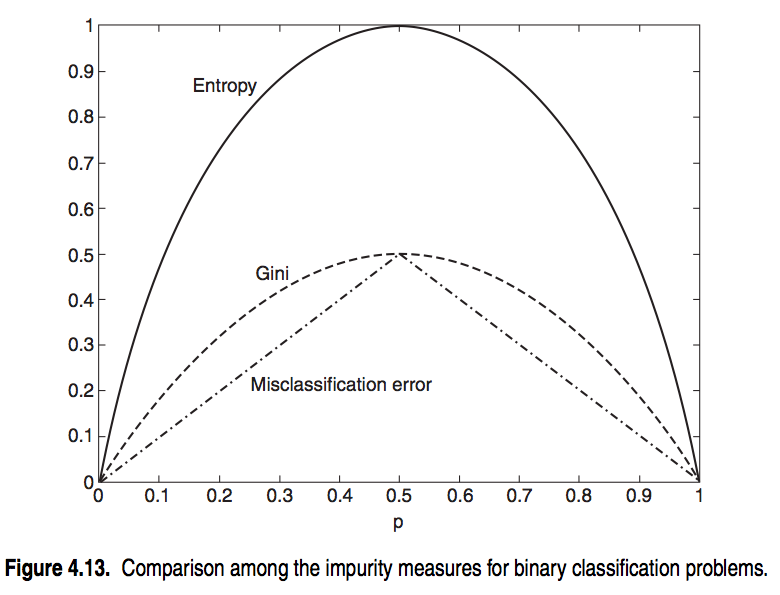 1
0.9
Entropy
0.8
0.7
0.6
0.5
Gini
0.4
0.3
Misclassification error
0.2
0.1
0
0 0.1 0.2 0.3 0.4 0.5 0.6 0.7 0.8 0.9 1
p
Figure 4.13. Comparison among the impurity measures for binary classification problems.